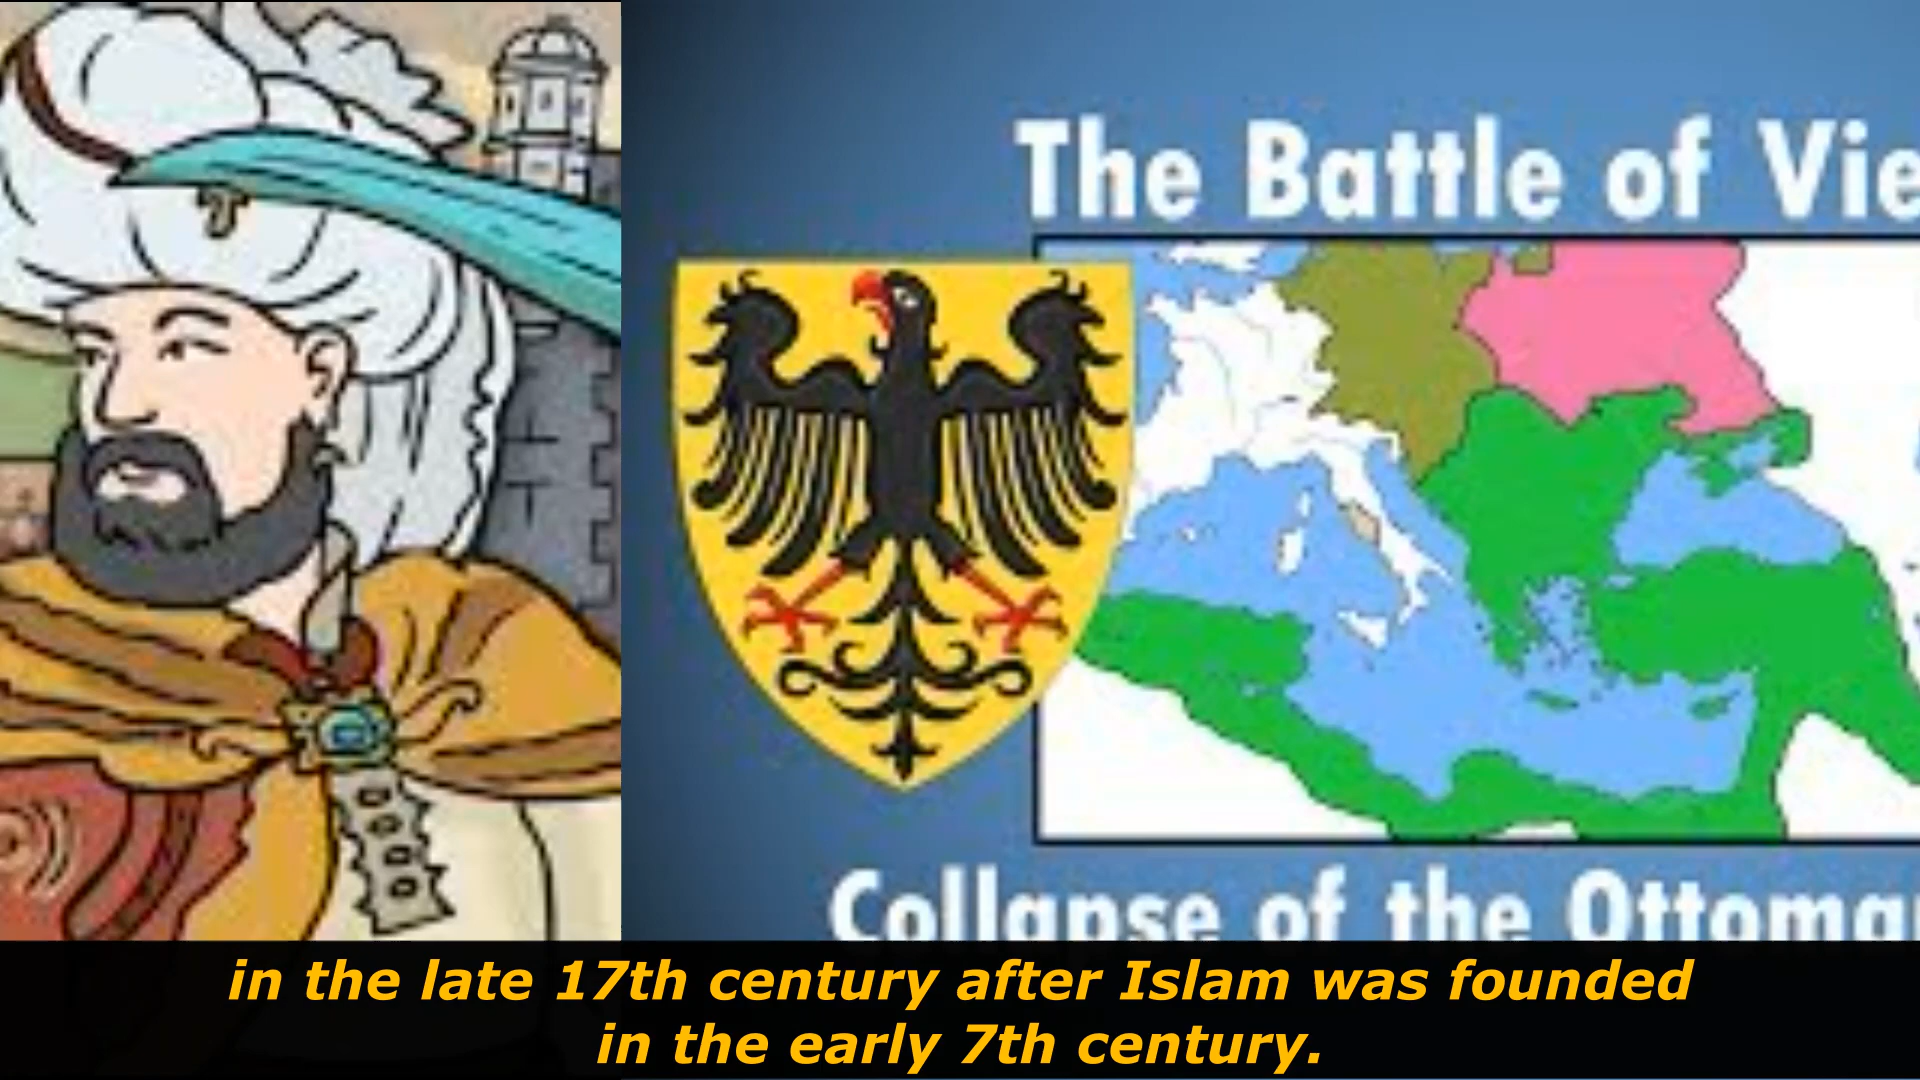 The Battle of Vie
Collapse of the Ottoma
in the late 17th century after Islam was founded
in the early 7th century.